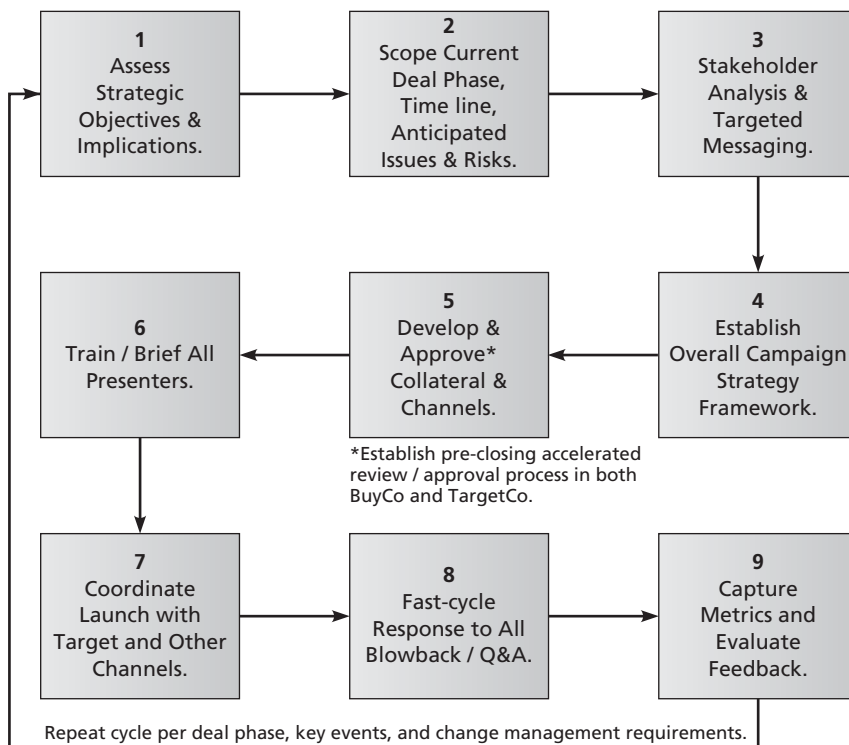 1
Assess
Strategic
Objectives &
Implications.
2
Scope Current
Deal Phase,
Time line,
Anticipated
Issues & Risks.
3
Stakeholder
Analysis &
Targeted
Messaging.
4
Establish
Overall Campaign
Strategy
Framework.
5
Develop &
Approve*
Collateral &
Channels.
*Establish pre-closing accelerated
review / approval process in both
BuyCo and TargetCo.
6
Train / Brief All
Presenters.
7
Coordinate
Launch with
Target and Other
Channels.
8
Fast-cycle
Response to All
Blowback / Q&A.
9
Capture
Metrics and
Evaluate
Feedback.
Repeat cycle per deal phase, key events, and change management requirements.